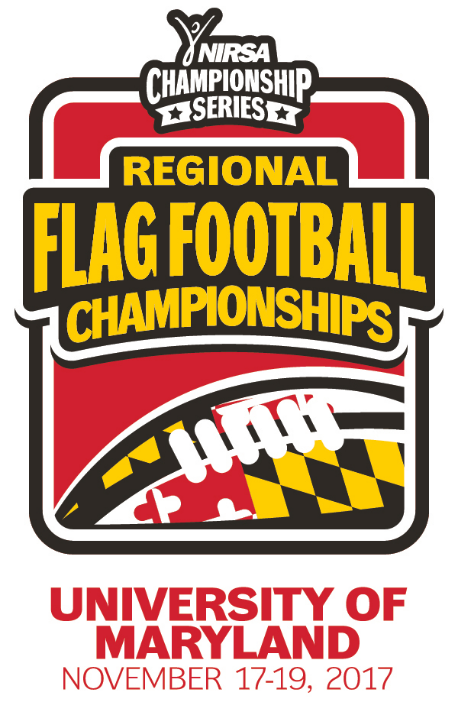 NIRSA
CHAMPIONSHIP
SERIES
REGIONAL
FLAG FOOTBALL
CHAMPIONSHIPS
UNIVERSITY OF
MARYLAND
NOVEMBER 17-19, 2017